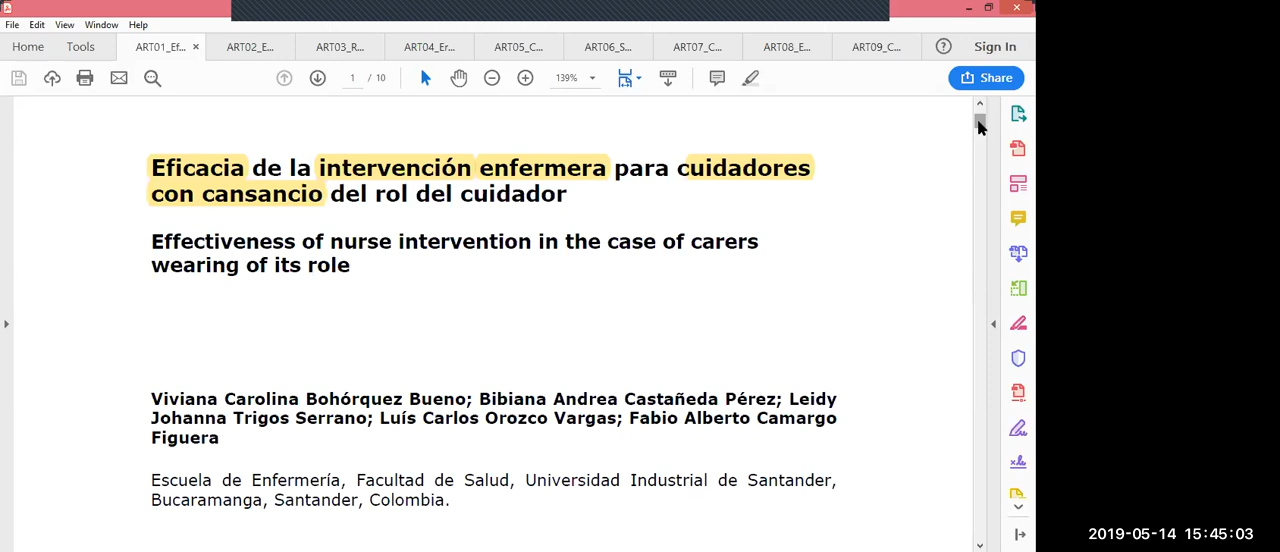 File Edit View Window Help
Home Tools ART01_Ef... × ART02_E... ART03_R... ART04_Er... ART05_C... ART06_S... ART07_C... ART08_E... ART09_C... Sign In
1 / 10 139% Share
Eficacia de la intervención enfermera para cuidadores
con cansancio del rol del cuidador
Effectiveness of nurse intervention in the case of carers
wearing of its role
Viviana Carolina Bohórquez Bueno; Bibiana Andrea Castañeda Pérez; Leidy
Johanna Trigos Serrano; Luís Carlos Orozco Vargas; Fabio Alberto Camargo
Figuera
Escuela de Enfermería, Facultad de Salud, Universidad Industrial de Santander,
Bucaramanga, Santander, Colombia.
2019-05-14 15:45:03